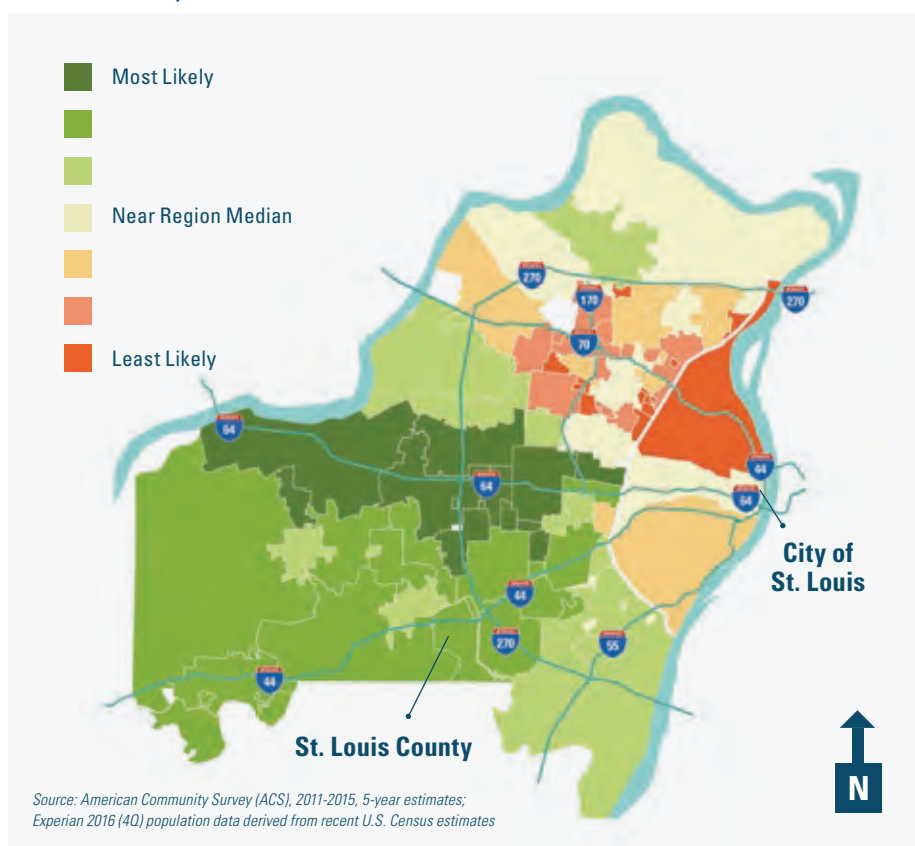 Most Likely
Near Region Median
Least Likely
270
170
270
70
64
64
44
64
City of
St. Louis
44
270
55
44
St. Louis County
N
Source: American Community Survey (ACS), 2011-2015, 5-year estimates;
Experian 2016 (4Q) population data derived from recent U.S. Census estimates